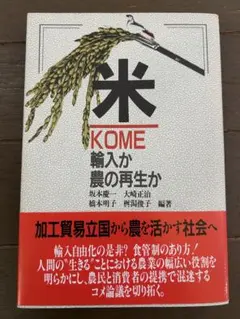 米
KOME
輸入か
農の再生か
坂本慶一 大崎正治
橋本明子 桝潟俊子 編著
加工貿易立国から農を活かす社会へ
輸入自由化の是非? 食管制のあり方!
人間の“生きる”ことにおける農業の幅広い役割を
明らかにし、農民と消費者の提携で混迷する
コメ論議を切り拓く。